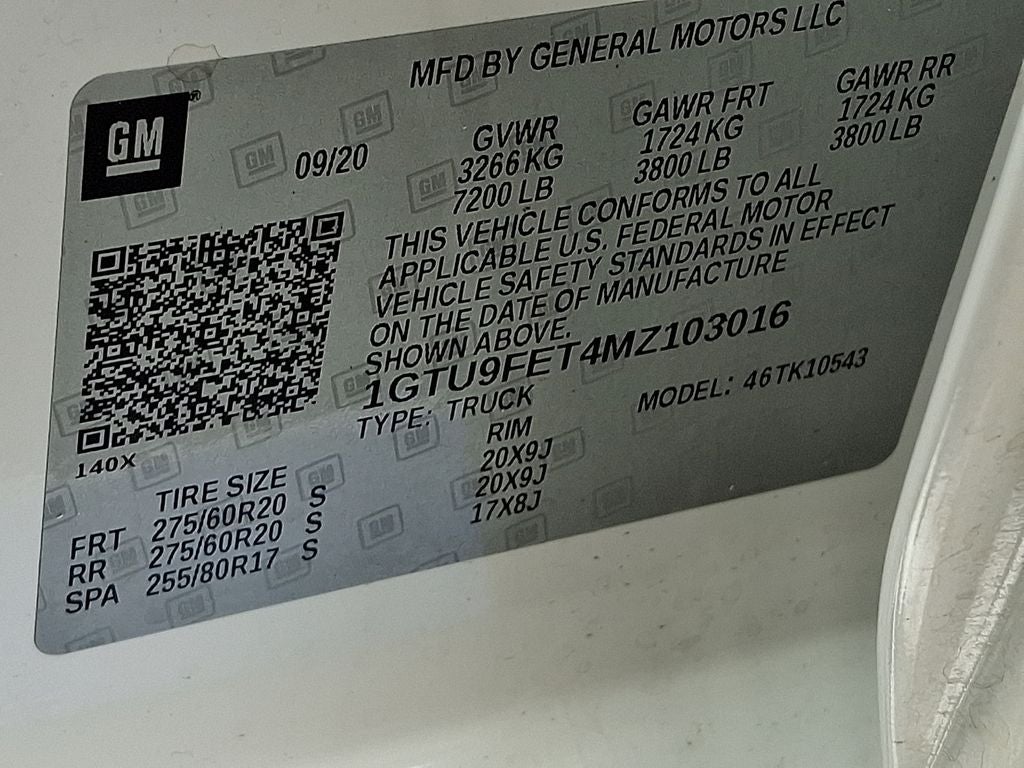 MFD BY GENERAL MOTORS LLC
GM®
09/20
GVWR GAWR FRT GAWR RR
3266 KG 1724 KG 1724 KG
7200 LB 3800 LB 3800 LB
THIS VEHICLE CONFORMS TO ALL
APPLICABLE U.S. FEDERAL MOTOR
VEHICLE SAFETY STANDARDS IN EFFECT
ON THE DATE OF MANUFACTURE
SHOWN ABOVE.
1GTU9FET4MZ103016
TYPE: TRUCK MODEL: 46TK10543
140X
TIRE SIZE RIM
FRT 275/60R20 S 20X9J
RR 275/60R20 S 20X9J
SPA 255/80R17 S 17X8J